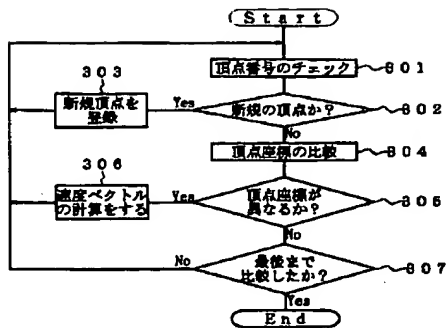 Start
頂点番号のチェック
301
303
新規頂点を
登録
Yes
新規の頂点か?
302
No
頂点座標の比較
304
306
速度ベクトル
の計算をする
Yes
頂点座標が
異なるか?
305
No
No
最後まで
比較したか?
307
Yes
End